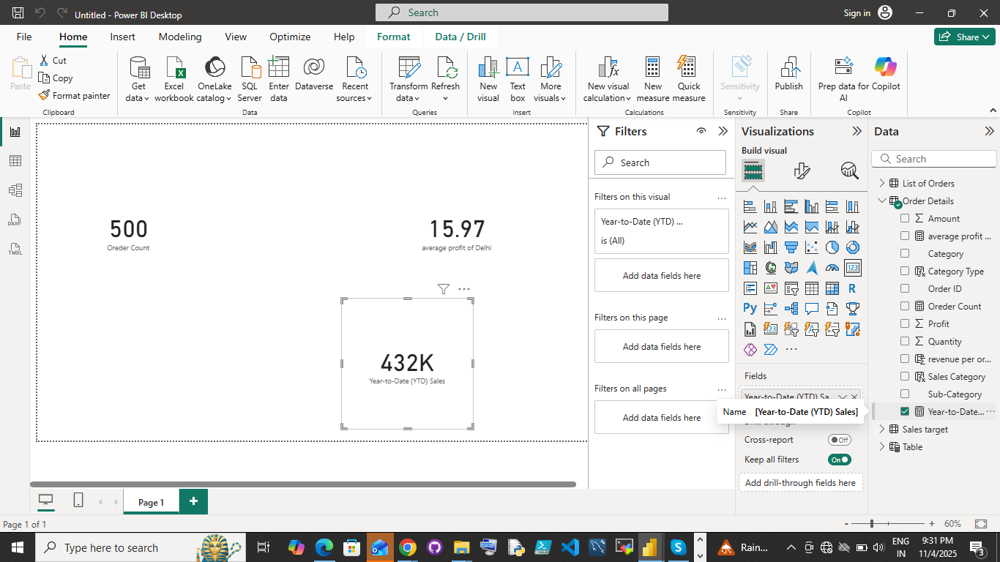 Untitled - Power BI Desktop
Search
Sign in
File
Home
Insert
Modeling
View
Optimize
Help
Format
Data / Drill
Share
Paste
Cut
Copy
Format painter
Clipboard
Get data
Excel workbook
OneLake catalog
SQL Server
Enter data
Dataverse
Recent sources
Data
Transform data
Refresh
Queries
New visual
Text box
More visuals
Insert
New visual calculation
New measure
Quick measure
Calculations
Sensitivity
Sensitivity
Publish
Share
Prep data for AI
Copilot
Copilot
DAX
TMDL
500
Oreder Count
15.97
average profit of Delhi
432K
Year-to-Date (YTD) Sales
Filters
Search
Filters on this visual
...
Year-to-Date (YTD) ...
is (All)
Add data fields here
Filters on this page
...
Add data fields here
Filters on all pages
...
Add data fields here
Visualizations
Build visual
123
R
Py
123
...
Fields
Year-to-Date (YTD) Sa...
Name [Year-to-Date (YTD) Sales]
Cross-report
Off
Keep all filters
On
Add drill-through fields here
Data
Search
List of Orders
Order Details
Amount
average profit ...
Category
Category Type
Order ID
Oreder Count
Profit
Quantity
revenue per or...
Sales Category
Sub-Category
Year-to-Date...
Sales target
Table
Page 1
Page 1 of 1
- + 60%
Type here to search
Rain...
ENG
IN
9:31 PM
11/4/2025
3